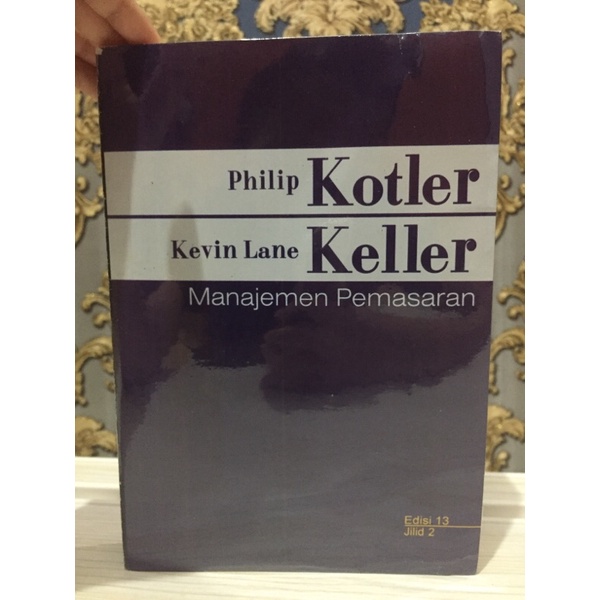 Philip Kotler
Kevin Lane Keller
Manajemen Pemasaran
Edisi 13
Jilid 2